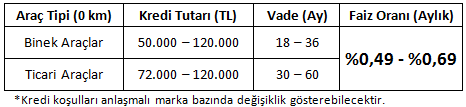 Araç Tipi (0 km) Kredi Tutarı (TL) Vade (Ay) Faiz Oranı (Aylık)
Binek Araçlar 50.000 – 120.000 18 – 36 %0,49 - %0,69
Ticari Araçlar 72.000 – 120.000 30 – 60
*Kredi koşulları anlaşmalı marka bazında değişiklik gösterebilecektir.